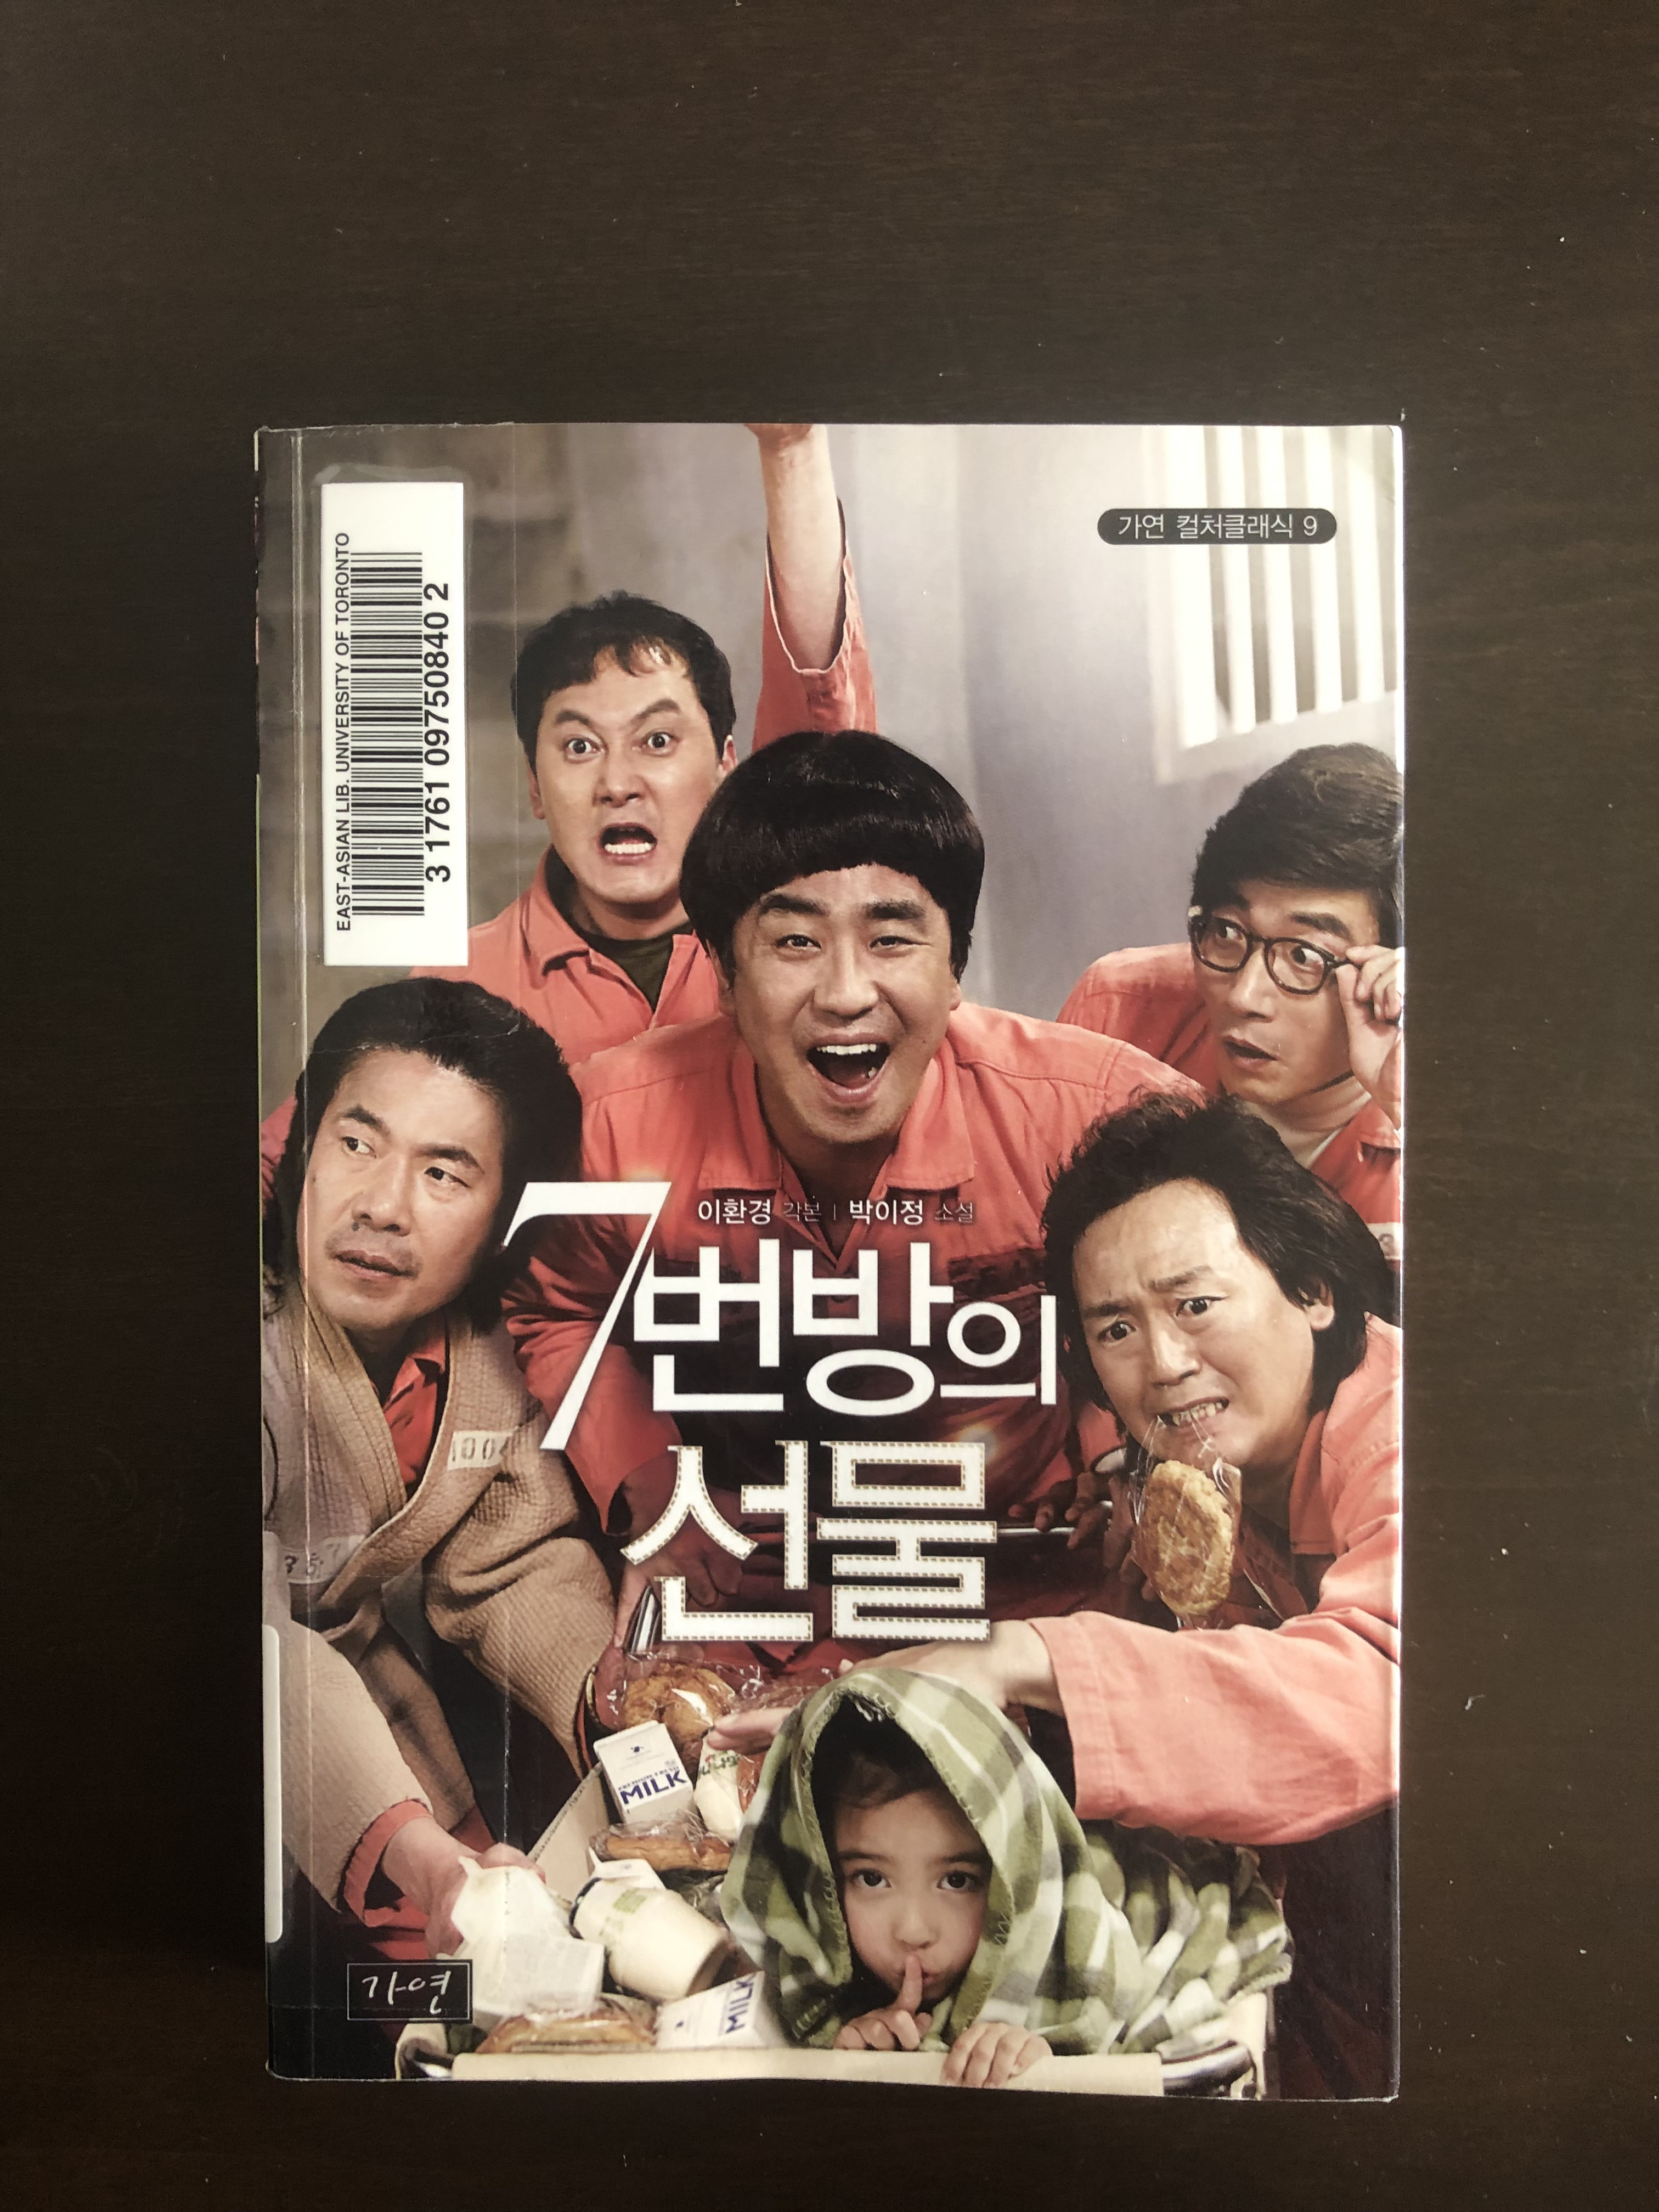 가연 컬처클래식 9
EAST-ASIAN LIB. UNIVERSITY OF TORONTO
3 1761 09750840 2
이환경 각본 | 박이정 소설
7번방의
선물
MILK
MILK
가연